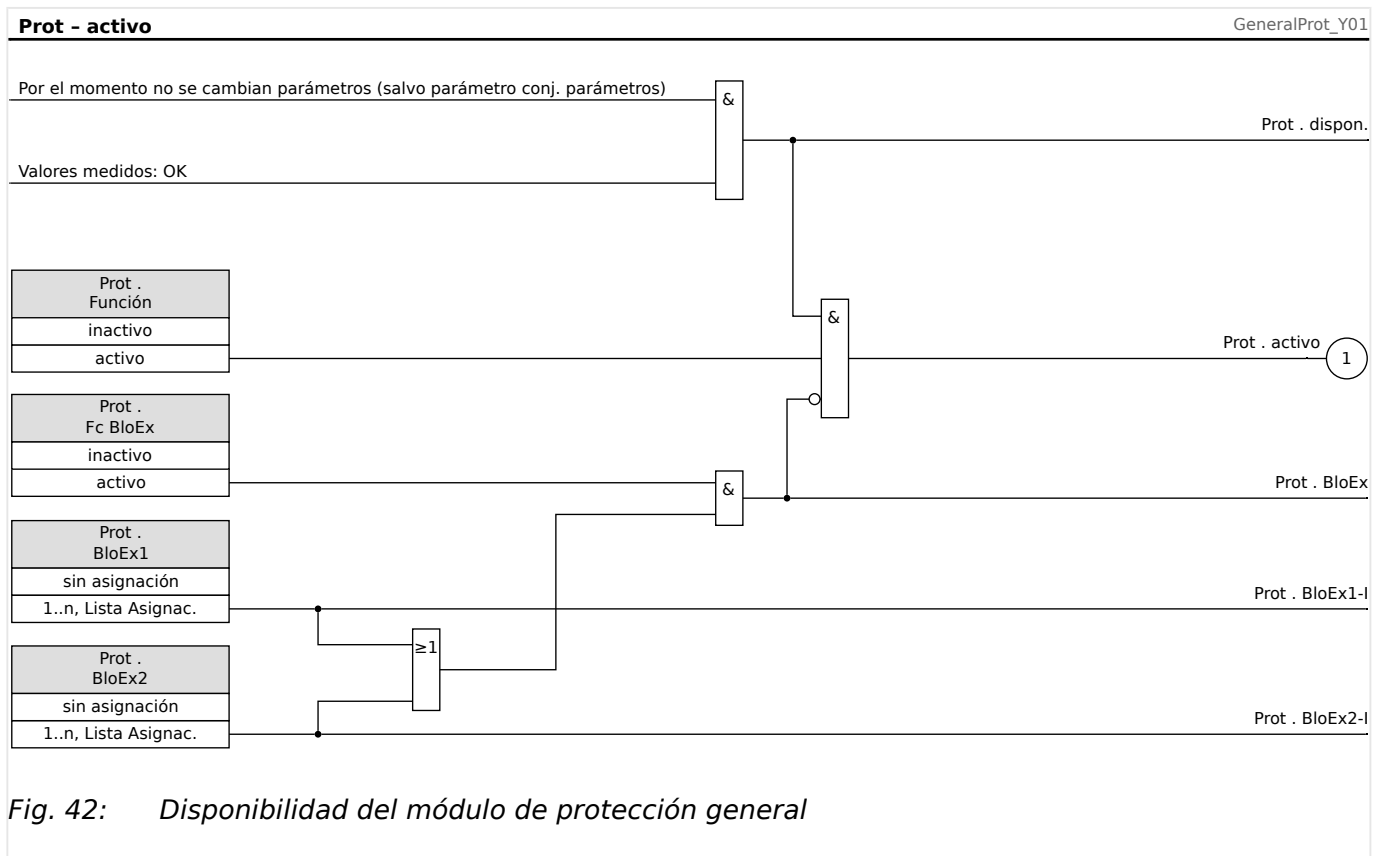 Prot – activo
GeneralProt_Y01
Por el momento no se cambian parámetros (salvo parámetro conj. parámetros)
&
Prot . dispon.
Valores medidos: OK
Prot .
Función
inactivo
activo
&
Prot . activo
1
Prot .
Fc BloEx
inactivo
activo
&
Prot . BloEx
Prot .
BloEx1
sin asignación
1..n, Lista Asignac.
Prot . BloEx1-I
≥1
Prot .
BloEx2
sin asignación
1..n, Lista Asignac.
Prot . BloEx2-I
Fig. 42: Disponibilidad del módulo de protección general